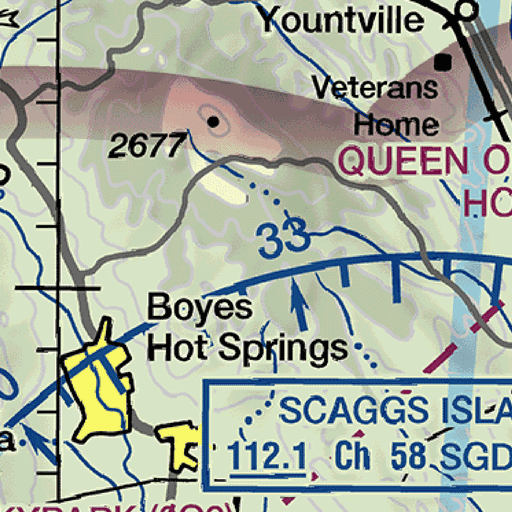 Yountville
Veterans
Home
2677
QUEEN O
HO
33
Boyes
Hot Springs
SCAGGS ISLA
112.1 Ch 58 SGD
a